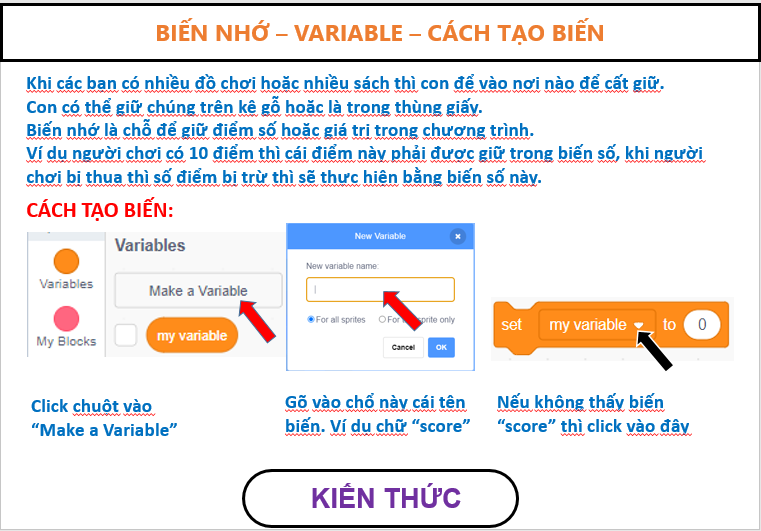 BIẾN NHỚ – VARIABLE – CÁCH TẠO BIẾN
Khi các bạn có nhiều đồ chơi hoặc nhiều sách thì con để vào nơi nào để cất giữ.
Con có thể giữ chúng trên kê gỗ hoặc là trong thùng giấy.
Biến nhớ là chỗ để giữ điểm số hoặc giá trị trong chương trình.
Ví dụ người chơi có 10 điểm thì cái điểm này phải được giữ trong biến số, khi người
chơi bị thua thì số điểm bị trừ thì sẽ thực hiện bằng biến số này.
CÁCH TẠO BIẾN:
Variables
Variables
Make a Variable
My Blocks
my variable
New Variable
New variable name:
For all sprites
For sprite only
Cancel
OK
set my variable to 0
Click chuột vào
“Make a Variable”
Gõ vào chổ này cái tên
biến. Ví dụ chữ “score”
Nếu không thấy biến
“score” thì click vào đây
KIẾN THỨC